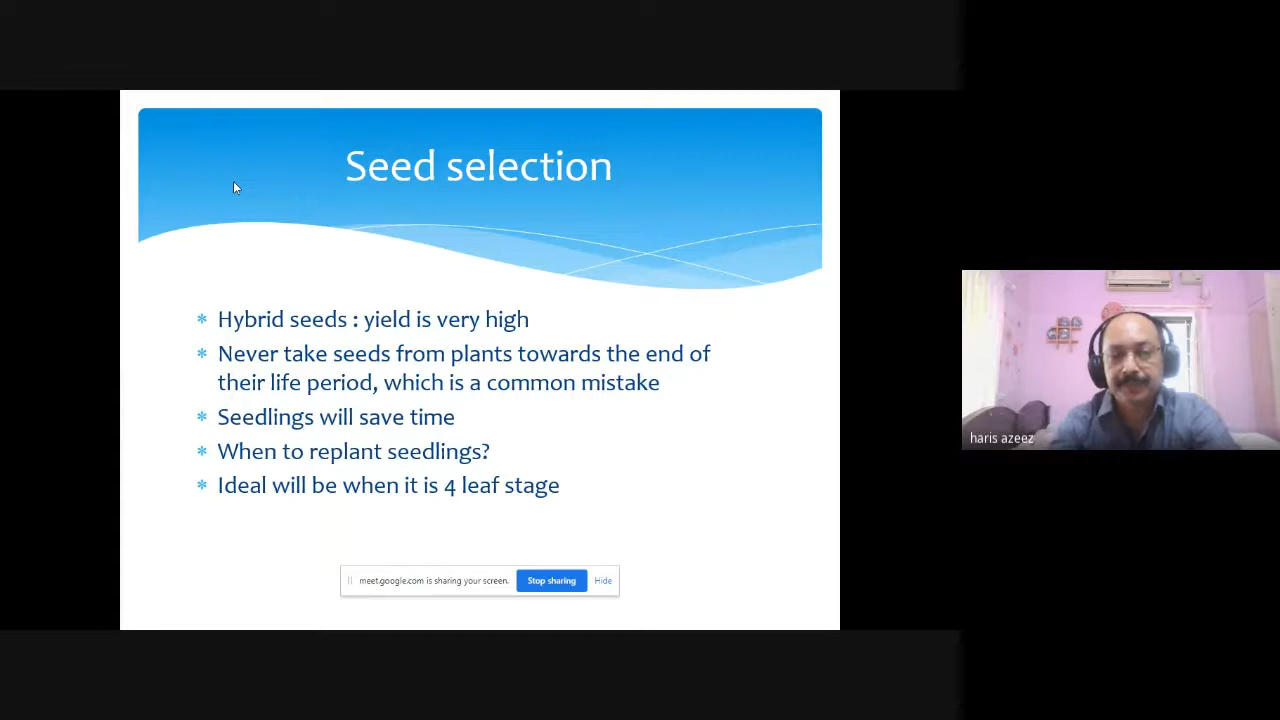 Seed selection
* Hybrid seeds : yield is very high
* Never take seeds from plants towards the end of
their life period, which is a common mistake
* Seedlings will save time
* When to replant seedlings?
* Ideal will be when it is 4 leaf stage
meet.google.com is sharing your screen. Stop sharing Hide
haris azeez